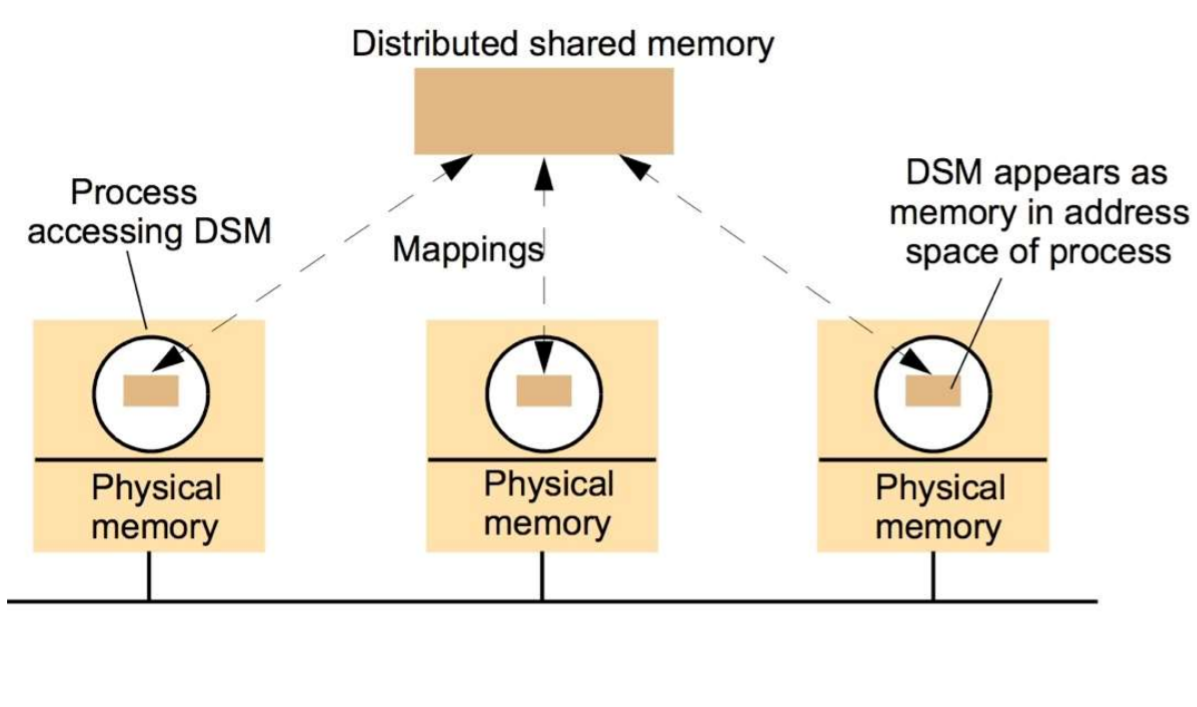 Distributed shared memory
Process
accessing DSM
Mappings
DSM appears as
memory in address
space of process
Physical
memory
Physical
memory
Physical
memory